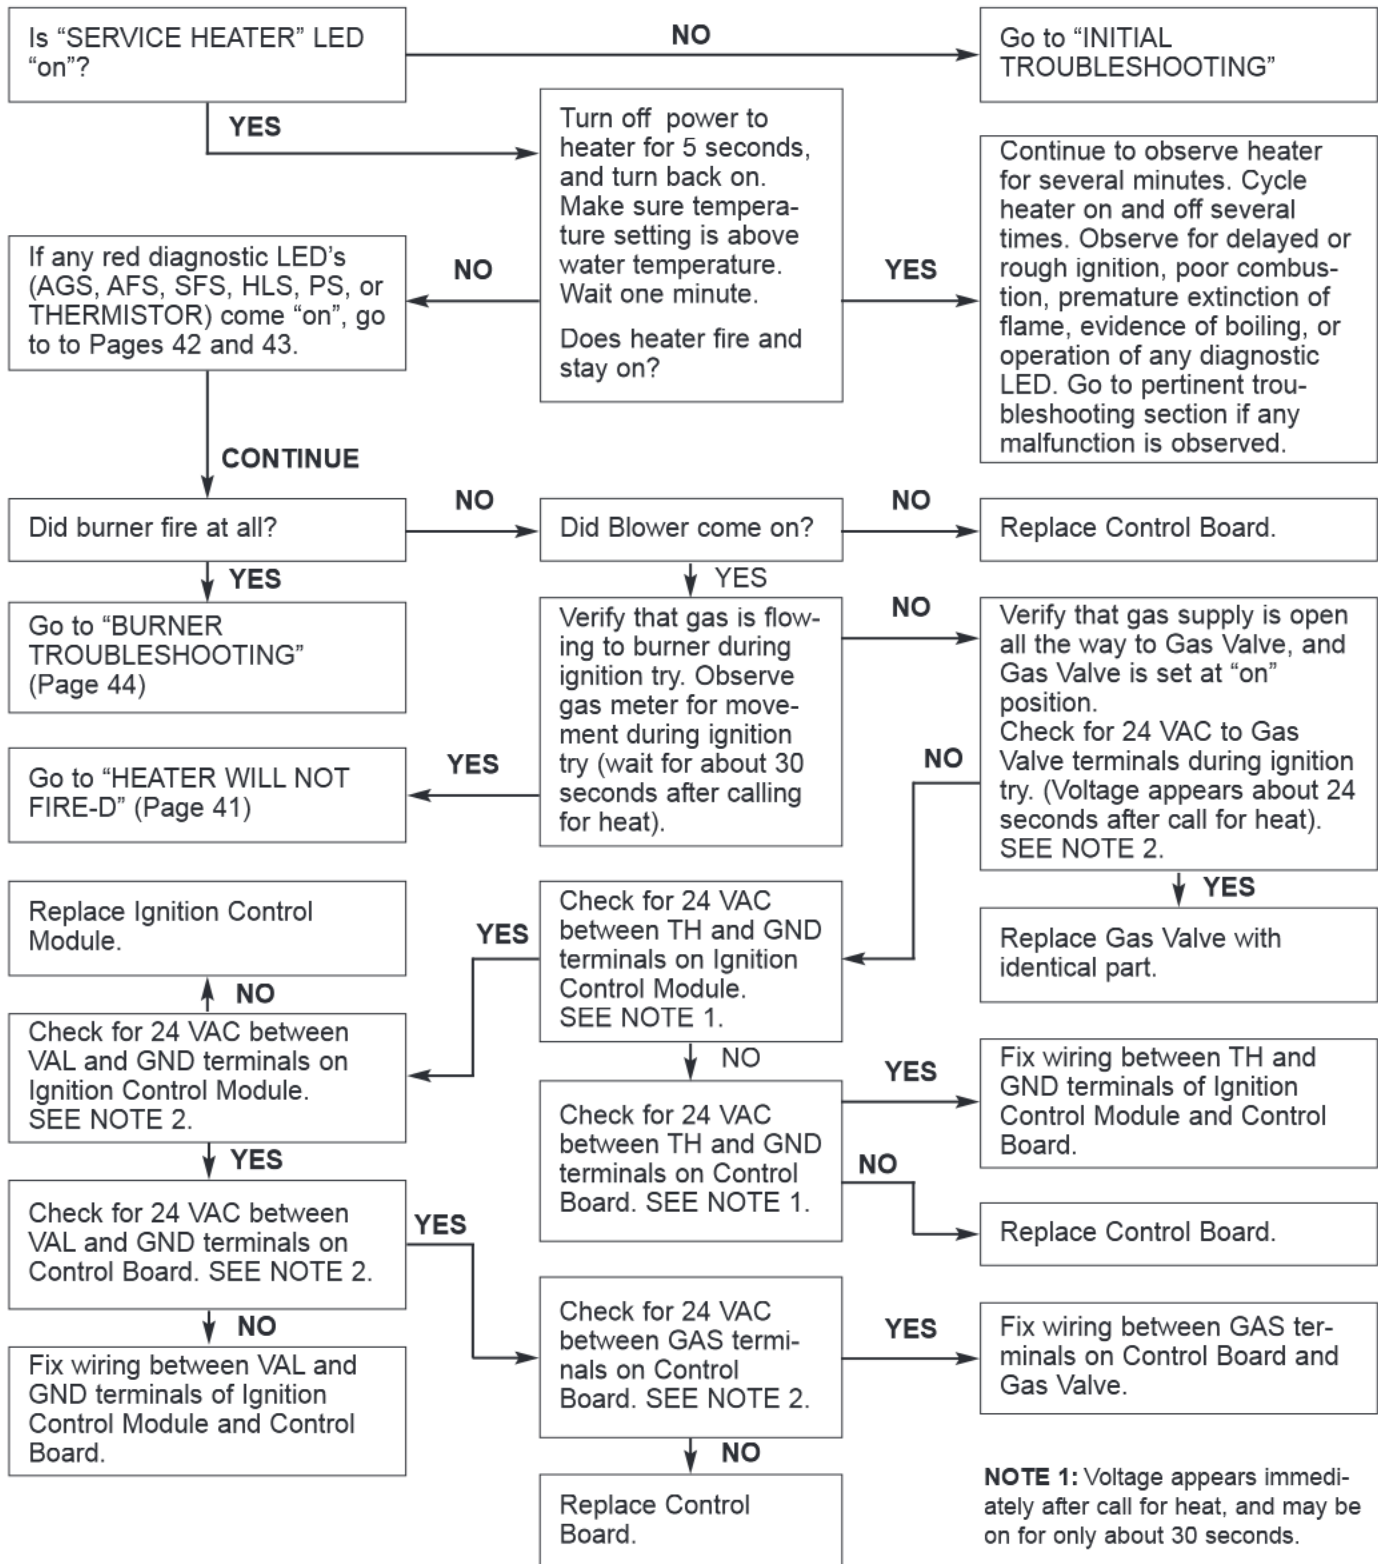 Is “SERVICE HEATER” LED
“on”?
NO
Go to “INITIAL
TROUBLESHOOTING”
YES
Turn off power to
heater for 5 seconds,
and turn back on.
Make sure tempera-
ture setting is above
water temperature.
Wait one minute.
Does heater fire and
stay on?
YES
Continue to observe heater
for several minutes. Cycle
heater on and off several
times. Observe for delayed or
rough ignition, poor combus-
tion, premature extinction of
flame, evidence of boiling, or
operation of any diagnostic
LED. Go to pertinent trou-
bleshooting section if any
malfunction is observed.
NO
If any red diagnostic LED’s
(AGS, AFS, SFS, HLS, PS, or
THERMISTOR) come “on”, go
to to Pages 42 and 43.
CONTINUE
Did burner fire at all?
NO
Did Blower come on?
NO
Replace Control Board.
YES
Go to “BURNER
TROUBLESHOOTING”
(Page 44)
YES
Verify that gas is flow-
ing to burner during
ignition try. Observe
gas meter for move-
ment during ignition
try (wait for about 30
seconds after calling
for heat).
NO
Verify that gas supply is open
all the way to Gas Valve, and
Gas Valve is set at “on”
position.
Check for 24 VAC to Gas
Valve terminals during ignition
try. (Voltage appears about 24
seconds after call for heat).
SEE NOTE 2.
YES
Go to “HEATER WILL NOT
FIRE-D” (Page 41)
NO
YES
Replace Gas Valve with
identical part.
Check for 24 VAC
between TH and GND
terminals on Ignition
Control Module.
SEE NOTE 1.
YES
Replace Ignition Control
Module.
NO
Check for 24 VAC between
VAL and GND terminals on
Ignition Control Module.
SEE NOTE 2.
NO
Check for 24 VAC
between TH and GND
terminals on Control
Board. SEE NOTE 1.
YES
Fix wiring between TH and
GND terminals of Ignition
Control Module and Control
Board.
NO
Replace Control Board.
YES
Check for 24 VAC between
VAL and GND terminals on
Control Board. SEE NOTE 2.
YES
Check for 24 VAC
between GAS termi-
nals on Control
Board. SEE NOTE 2.
YES
Fix wiring between GAS ter-
minals on Control Board and
Gas Valve.
NO
Fix wiring between VAL and
GND terminals of Ignition
Control Module and Control
Board.
NO
Replace Control
Board.
NOTE 1: Voltage appears immedi-
ately after call for heat, and may be
on for only about 30 seconds.